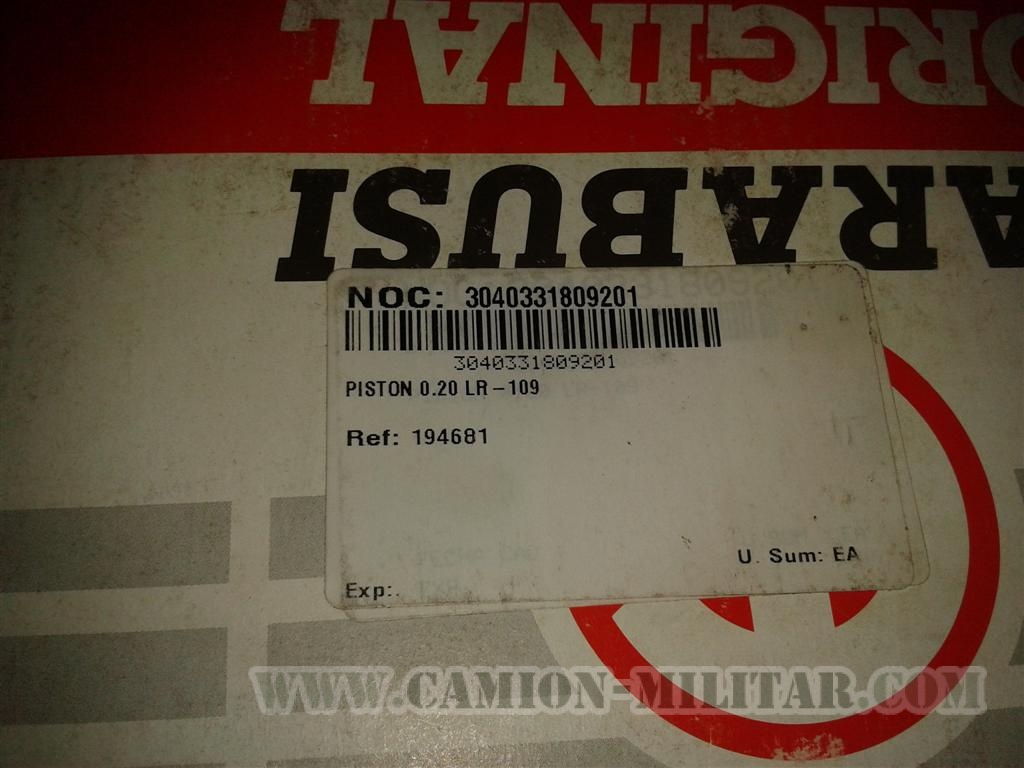 ORIGINAL
ARABUSI
NOC: 3040331809201
3040331809201
PISTON 0.20 LR-109
Ref: 194681
U. Sum: EA
Exp:.
WWW.CAMION-MILITAR.COM